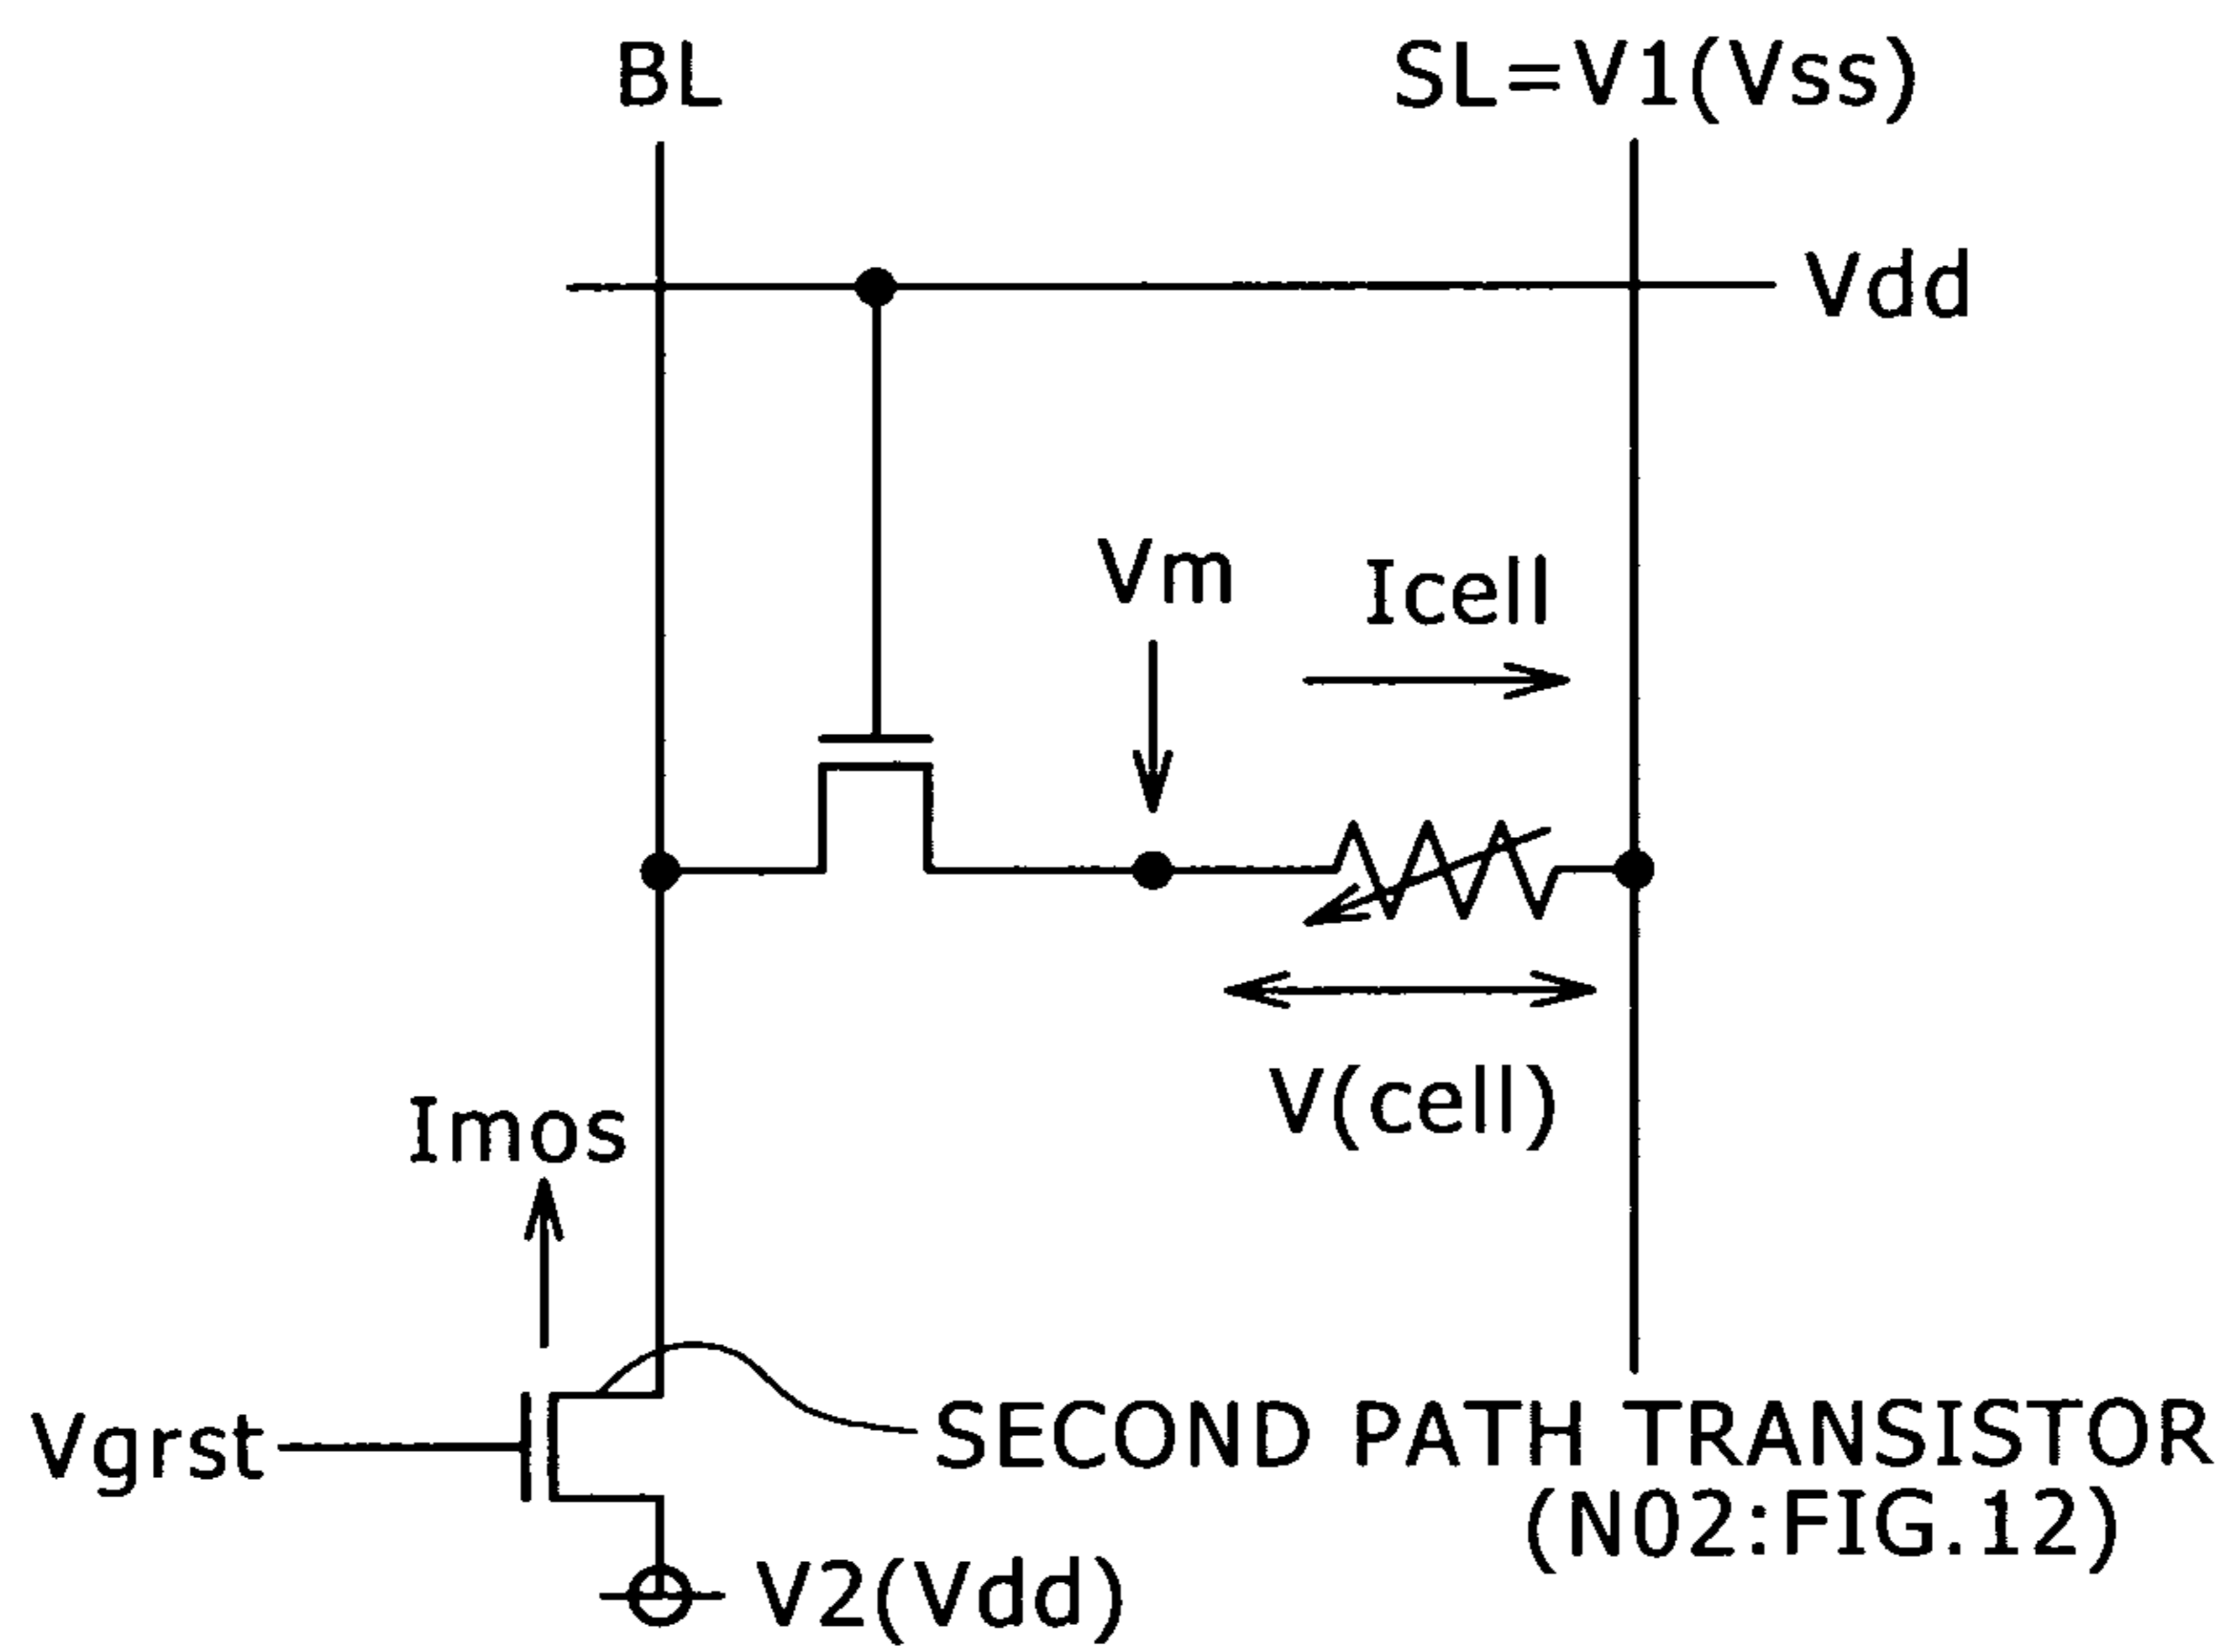 BL
SL=V1(Vss)
Vdd
Vm
Icell
V(cell)
Imos
Vgrst
SECOND PATH TRANSISTOR
(N02:FIG.12)
V2(Vdd)